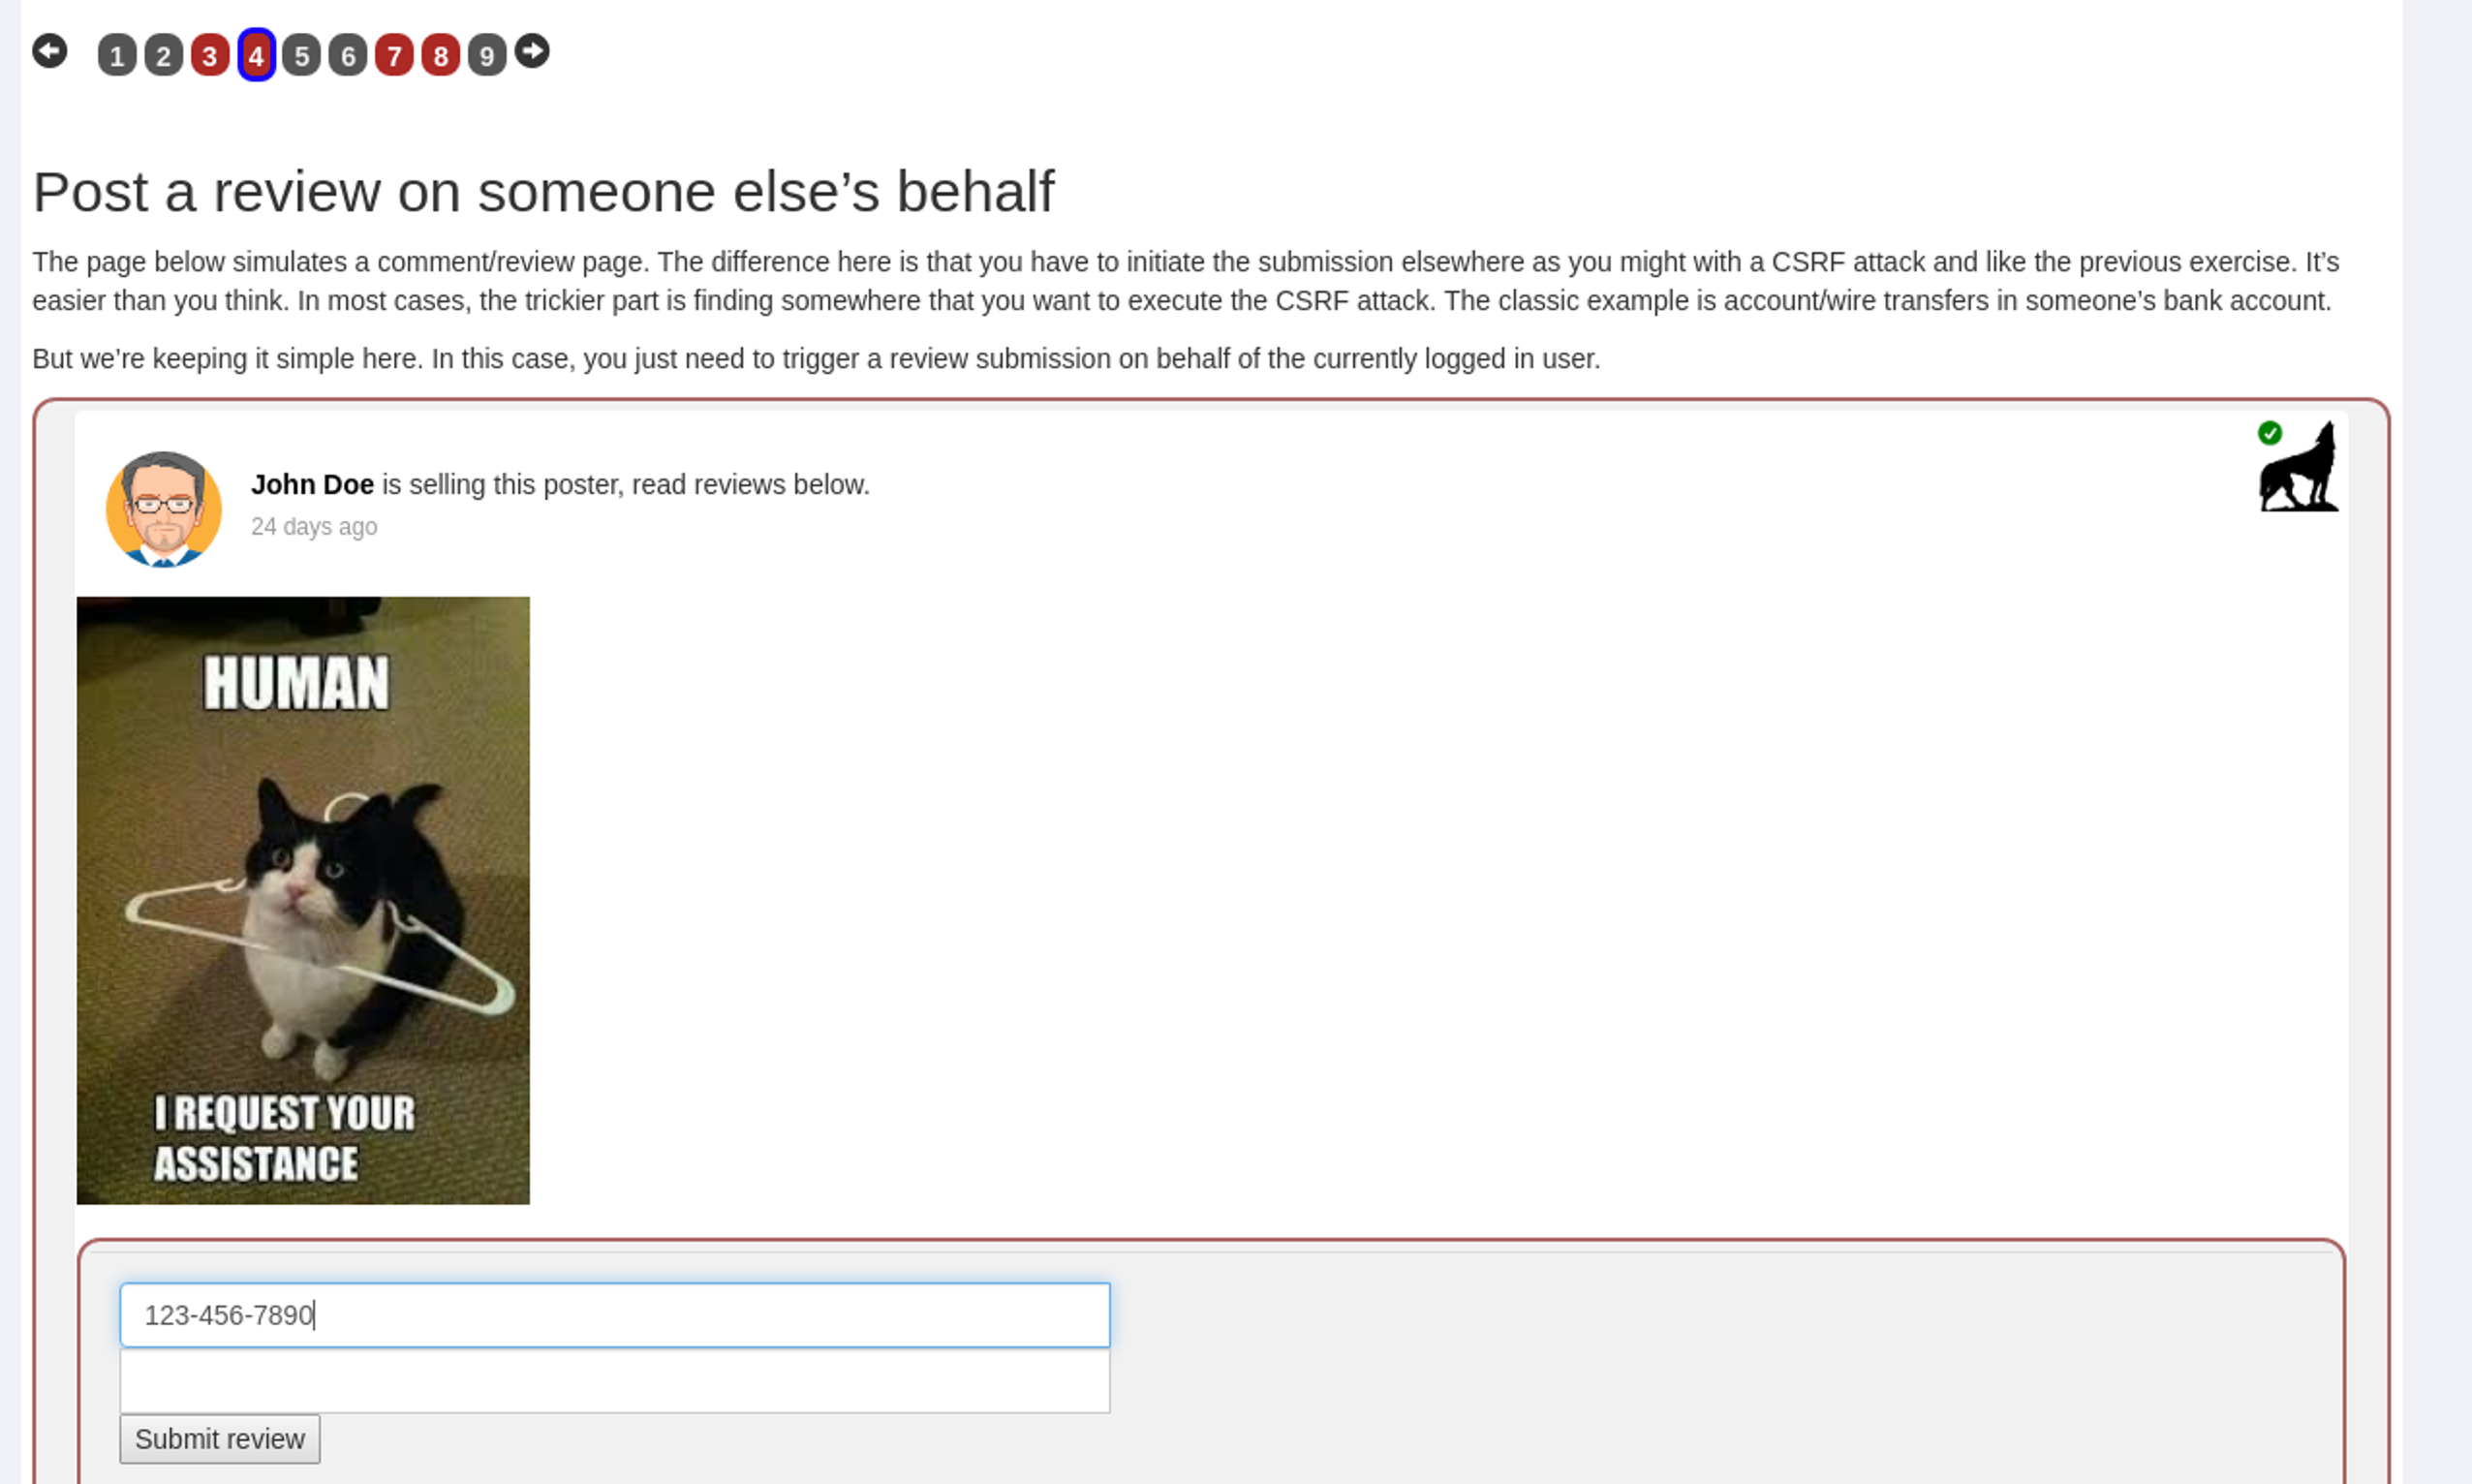 1 2 3 4 5 6 7 8 9
Post a review on someone else’s behalf
The page below simulates a comment/review page. The difference here is that you have to initiate the submission elsewhere as you might with a CSRF attack and like the previous exercise. It’s
easier than you think. In most cases, the trickier part is finding somewhere that you want to execute the CSRF attack. The classic example is account/wire transfers in someone’s bank account.
But we’re keeping it simple here. In this case, you just need to trigger a review submission on behalf of the currently logged in user.
John Doe is selling this poster, read reviews below.
24 days ago
HUMAN
I REQUEST YOUR
ASSISTANCE
123-456-7890
Submit review